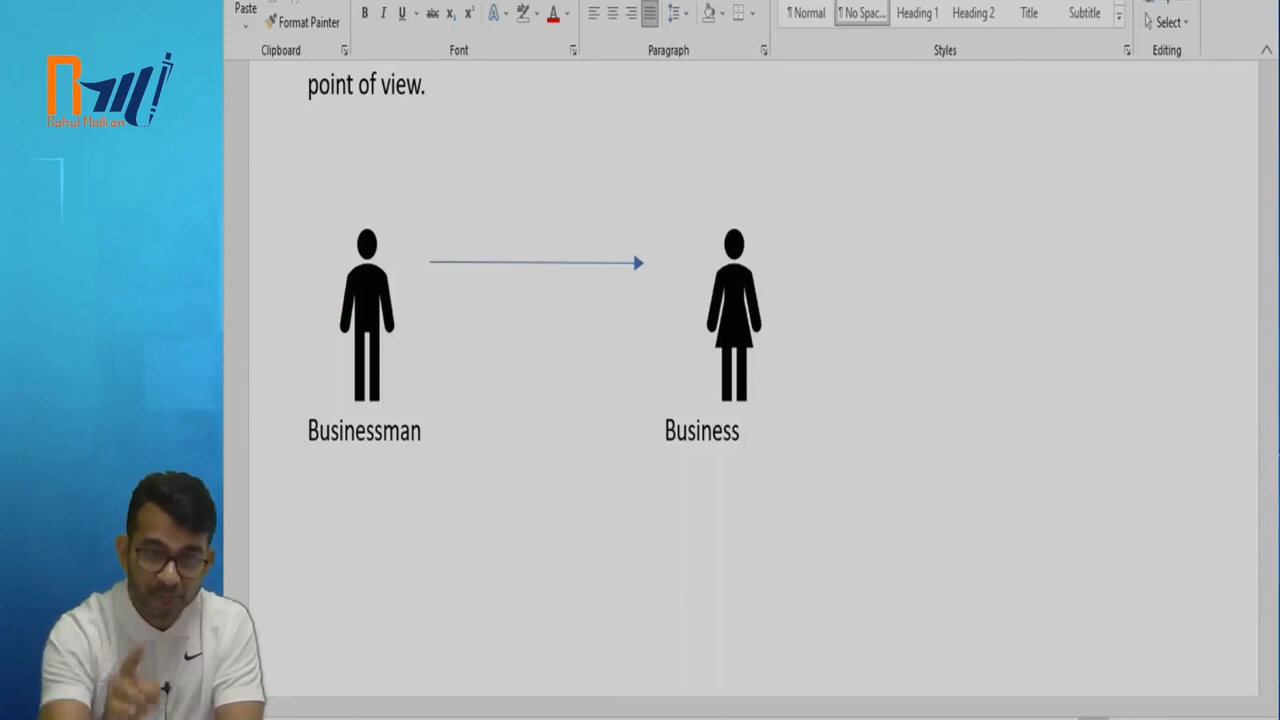 Paste
Format Painter
B I U abc x₂ x² A A
¶ Normal
¶ No Spac...
Heading 1
Heading 2
Title
Subtitle
Select
Clipboard
Font
Paragraph
Styles
Editing
Rahul Malkan
point of view.
Businessman
Business